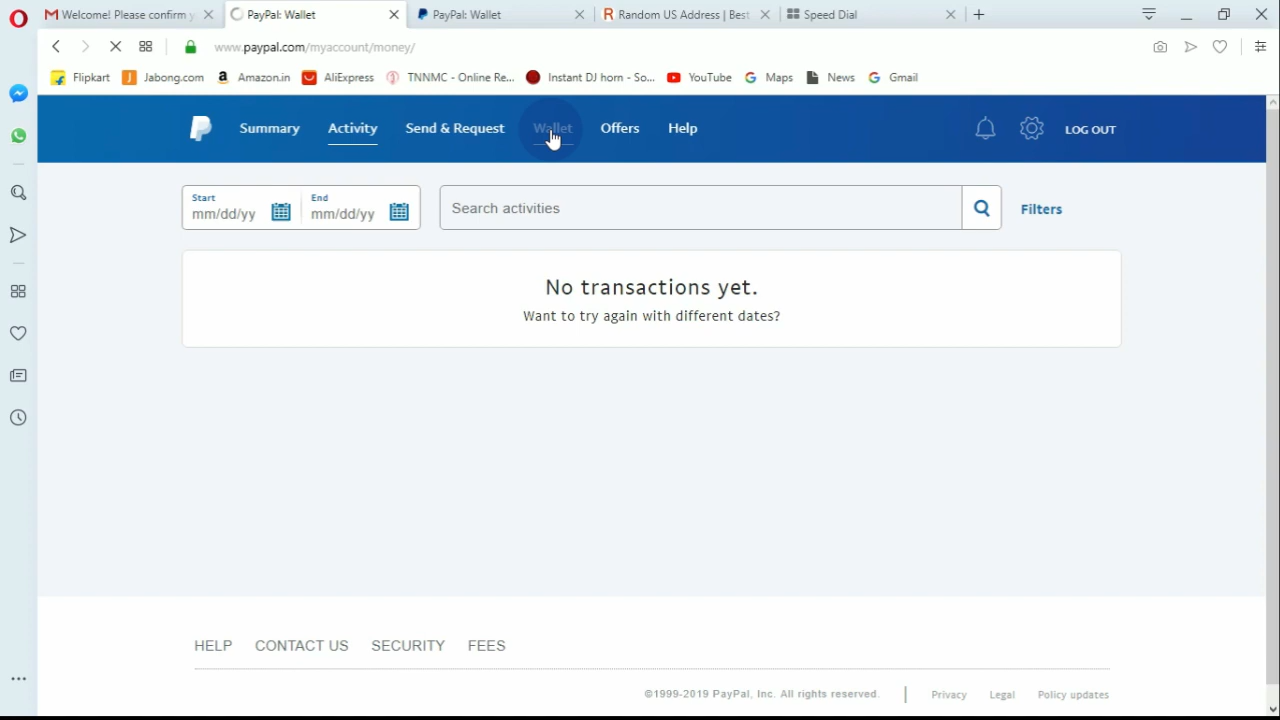 Welcome! Please confirm y
PayPal: Wallet
PayPal: Wallet
Random US Address | Best
Speed Dial
www.paypal.com/myaccount/money/
Flipkart
Jabong.com
Amazon.in
AliExpress
TNNMC - Online Re...
Instant DJ horn - So...
YouTube
Maps
News
Gmail
Summary
Activity
Send & Request
Wallet
Offers
Help
LOG OUT
Start
mm/dd/yy
End
mm/dd/yy
Search activities
Filters
No transactions yet.
Want to try again with different dates?
HELP
CONTACT US
SECURITY
FEES
©1999-2019 PayPal, Inc. All rights reserved.
Privacy
Legal
Policy updates